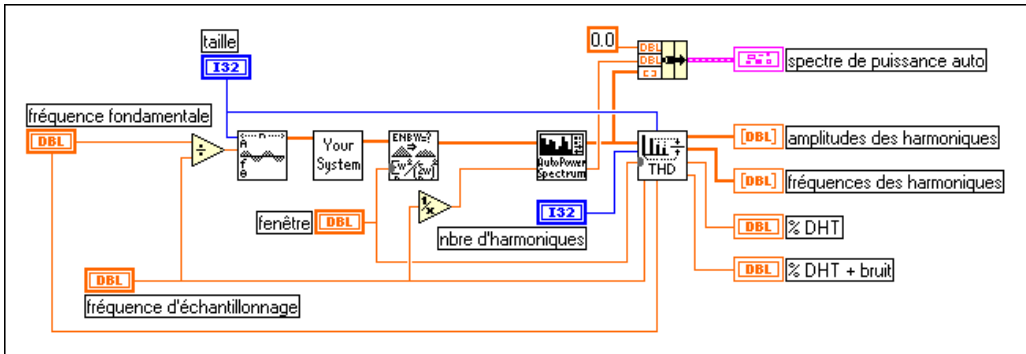 taille
I32
0.0
DBL
DBL
spectre de puissance auto
fréquence fondamentale
DBL
÷
n
A
f
θ
Your
System
ENBW=?
AutoPower
Spectrum
THD
[DBL]
amplitudes des harmoniques
[DBL]
fréquences des harmoniques
1/x
fenêtre
DBL
I32
nbre d'harmoniques
DBL
% DHT
DBL
% DHT + bruit
DBL
fréquence d'échantillonnage